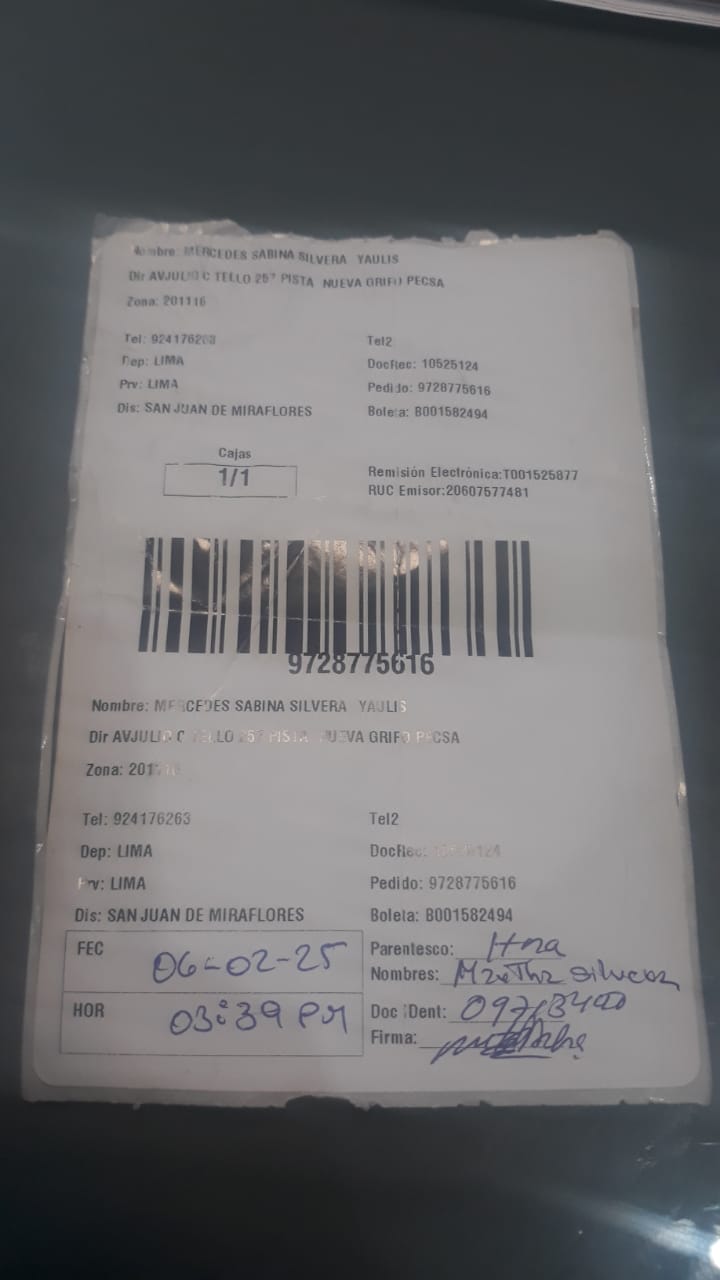 Nombre: MERCEDES SABINA SILVERA YAULIS
Dir AVJULIO C TELLO 257 PISTA NUEVA GRIFO PECSA
Zona: 201116
Tel: 924176263 Tel2
Dep: LIMA DocRec: 10525124
Prv: LIMA Pedido: 9728775616
Dis: SAN JUAN DE MIRAFLORES Boleta: B001582494
Cajas
1/1
Remisión Electrónica:T001525877
RUC Emisor:20607577481
9728775616
Nombre: MERCEDES SABINA SILVERA YAULIS
Dir AVJULIO C TELLO 257 PISTA NUEVA GRIFO PECSA
Zona: 201116
Tel: 924176263 Tel2
Dep: LIMA DocRec: 10525124
Prv: LIMA Pedido: 9728775616
Dis: SAN JUAN DE MIRAFLORES Boleta: B001582494
FEC 06-02-25 Parentesco: Hna
Nombres:
HOR 03:39 PM Doc iDent:
Firma: